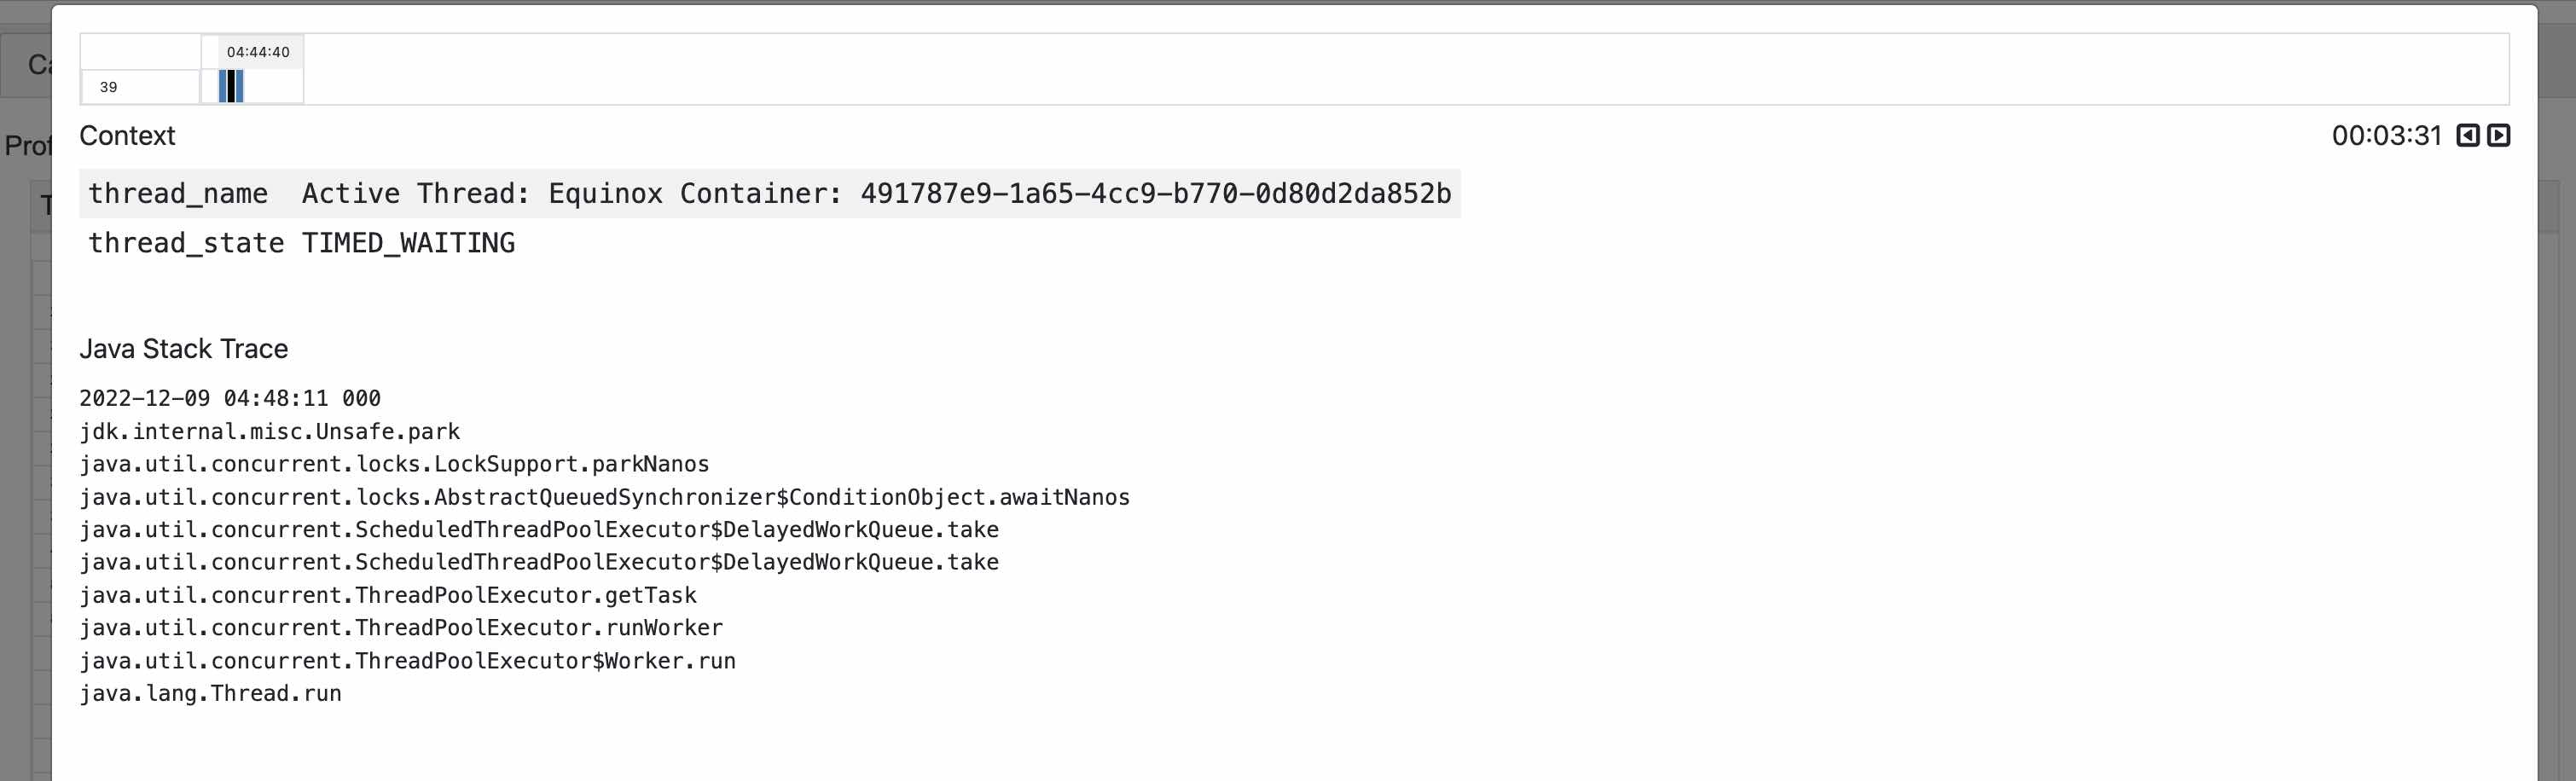 04:44:40
39
Context
00:03:31
thread_name Active Thread: Equinox Container: 491787e9-1a65-4cc9-b770-0d80d2da852b
thread_state TIMED_WAITING
Java Stack Trace
2022-12-09 04:48:11 000
jdk.internal.misc.Unsafe.park
java.util.concurrent.locks.LockSupport.parkNanos
java.util.concurrent.locks.AbstractQueuedSynchronizer$ConditionObject.awaitNanos
java.util.concurrent.ScheduledThreadPoolExecutor$DelayedWorkQueue.take
java.util.concurrent.ScheduledThreadPoolExecutor$DelayedWorkQueue.take
java.util.concurrent.ThreadPoolExecutor.getTask
java.util.concurrent.ThreadPoolExecutor.runWorker
java.util.concurrent.ThreadPoolExecutor$Worker.run
java.lang.Thread.run